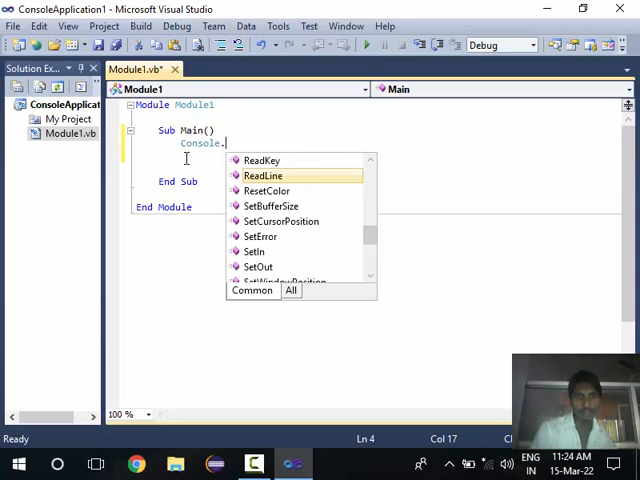 ConsoleApplication1 - Microsoft Visual Studio
File Edit View Project Build Debug Team Data Tools Test Window Help
Debug
Solution Ex...
Module1.vb*
Module1
Main
ConsoleApplicat
My Project
Module1.vb
Module Module1
Sub Main()
Console.
ReadKey
ReadLine
ResetColor
SetBufferSize
SetCursorPosition
SetError
SetIn
SetOut
SetWindowPosition
Common All
End Sub
End Module
100 %
Ready
Ln 4
Col 17
ENG
IN
11:24 AM
15-Mar-22